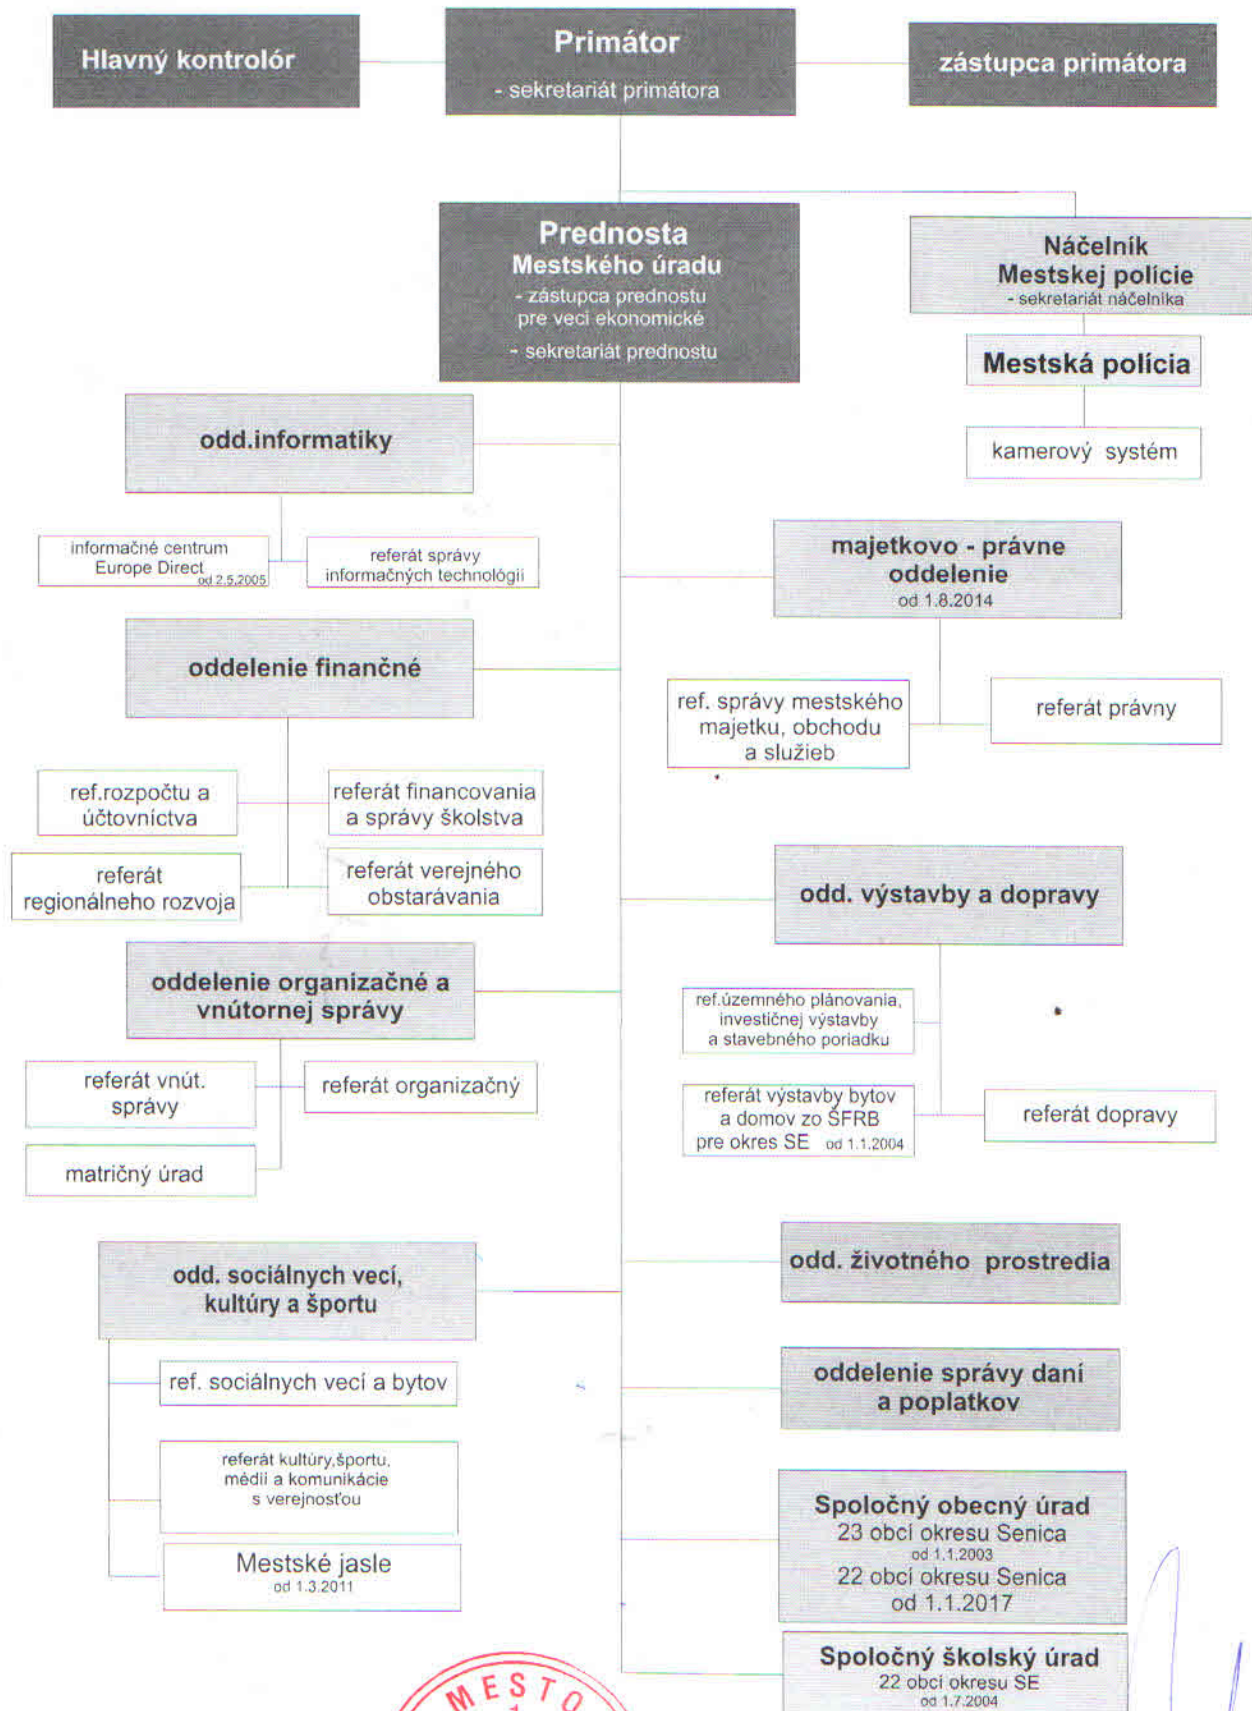 Hlavný kontrolór
Primátor
- sekretariát primátora
zástupca primátora
Prednosta
Mestského úradu
- zástupca prednostu
pre veci ekonomické
- sekretariát prednostu
Náčelník
Mestskej polície
- sekretariát náčelníka
Mestská polícia
kamerový systém
odd.informatiky
informačné centrum
Europe Direct
od 2.5.2005
referát správy
informačných technológií
majetkovo - právne
oddelenie
od 1.8.2014
ref. správy mestského
majetku, obchodu
a služieb
referát právny
oddelenie finančné
ref.rozpočtu a
účtovníctva
referát financovania
a správy školstva
referát
regionálneho rozvoja
referát verejného
obstarávania
odd. výstavby a dopravy
ref.územného plánovania,
investičnej výstavby
a stavebného poriadku
referát výstavby bytov
a domov zo ŠFRB
pre okres SE od 1.1.2004
referát dopravy
oddelenie organizačné a
vnútornej správy
referát vnút.
správy
referát organizačný
matričný úrad
odd. sociálnych vecí,
kultúry a športu
ref. sociálnych vecí a bytov
referát kultúry,športu,
médií a komunikácie
s verejnosťou
Mestské jasle
od 1.3.2011
odd. životného prostredia
oddelenie správy daní
a poplatkov
Spoločný obecný úrad
23 obcí okresu Senica
od 1.1.2003
22 obcí okresu Senica
od 1.1.2017
Spoločný školský úrad
22 obcí okresu SE
od 1.7.2004
MESTO